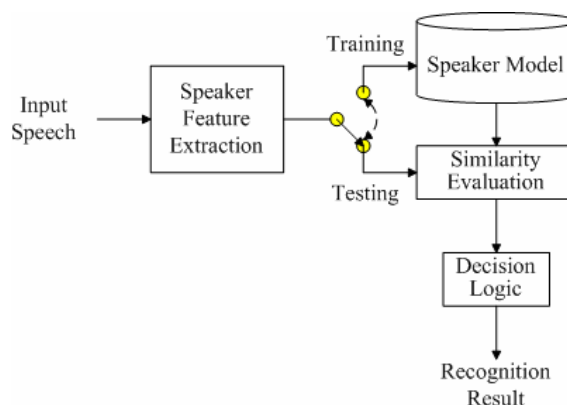 Input
Speech
Speaker
Feature
Extraction
Training
Testing
Speaker Model
Similarity
Evaluation
Decision
Logic
Recognition
Result